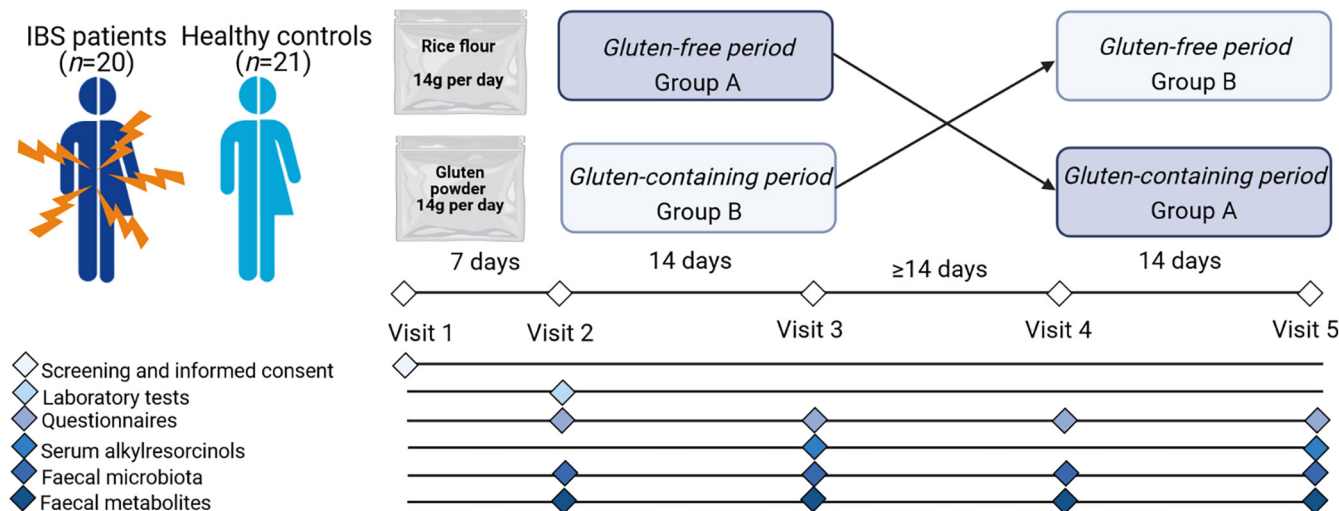 IBS patients
(n=20)
Healthy controls
(n=21)
Rice flour
14g per day
Gluten-free period
Group A
Gluten-free period
Group B
Gluten
powder
14g per day
Gluten-containing period
Group B
Gluten-containing period
Group A
7 days
14 days
≥14 days
14 days
Visit 1
Visit 2
Visit 3
Visit 4
Visit 5
Screening and informed consent
Laboratory tests
Questionnaires
Serum alkylresorcinols
Faecal microbiota
Faecal metabolites